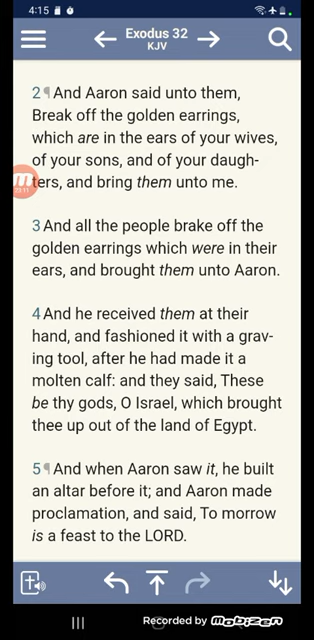 4:15
Exodus 32
KJV
2 ¶ And Aaron said unto them,
Break off the golden earrings,
which are in the ears of your wives,
of your sons, and of your daugh-
ters, and bring them unto me.
3 And all the people brake off the
golden earrings which were in their
ears, and brought them unto Aaron.
4 And he received them at their
hand, and fashioned it with a grav-
ing tool, after he had made it a
molten calf: and they said, These
be thy gods, O Israel, which brought
thee up out of the land of Egypt.
5 ¶ And when Aaron saw it, he built
an altar before it; and Aaron made
proclamation, and said, To morrow
is a feast to the LORD.
Recorded by mobizen